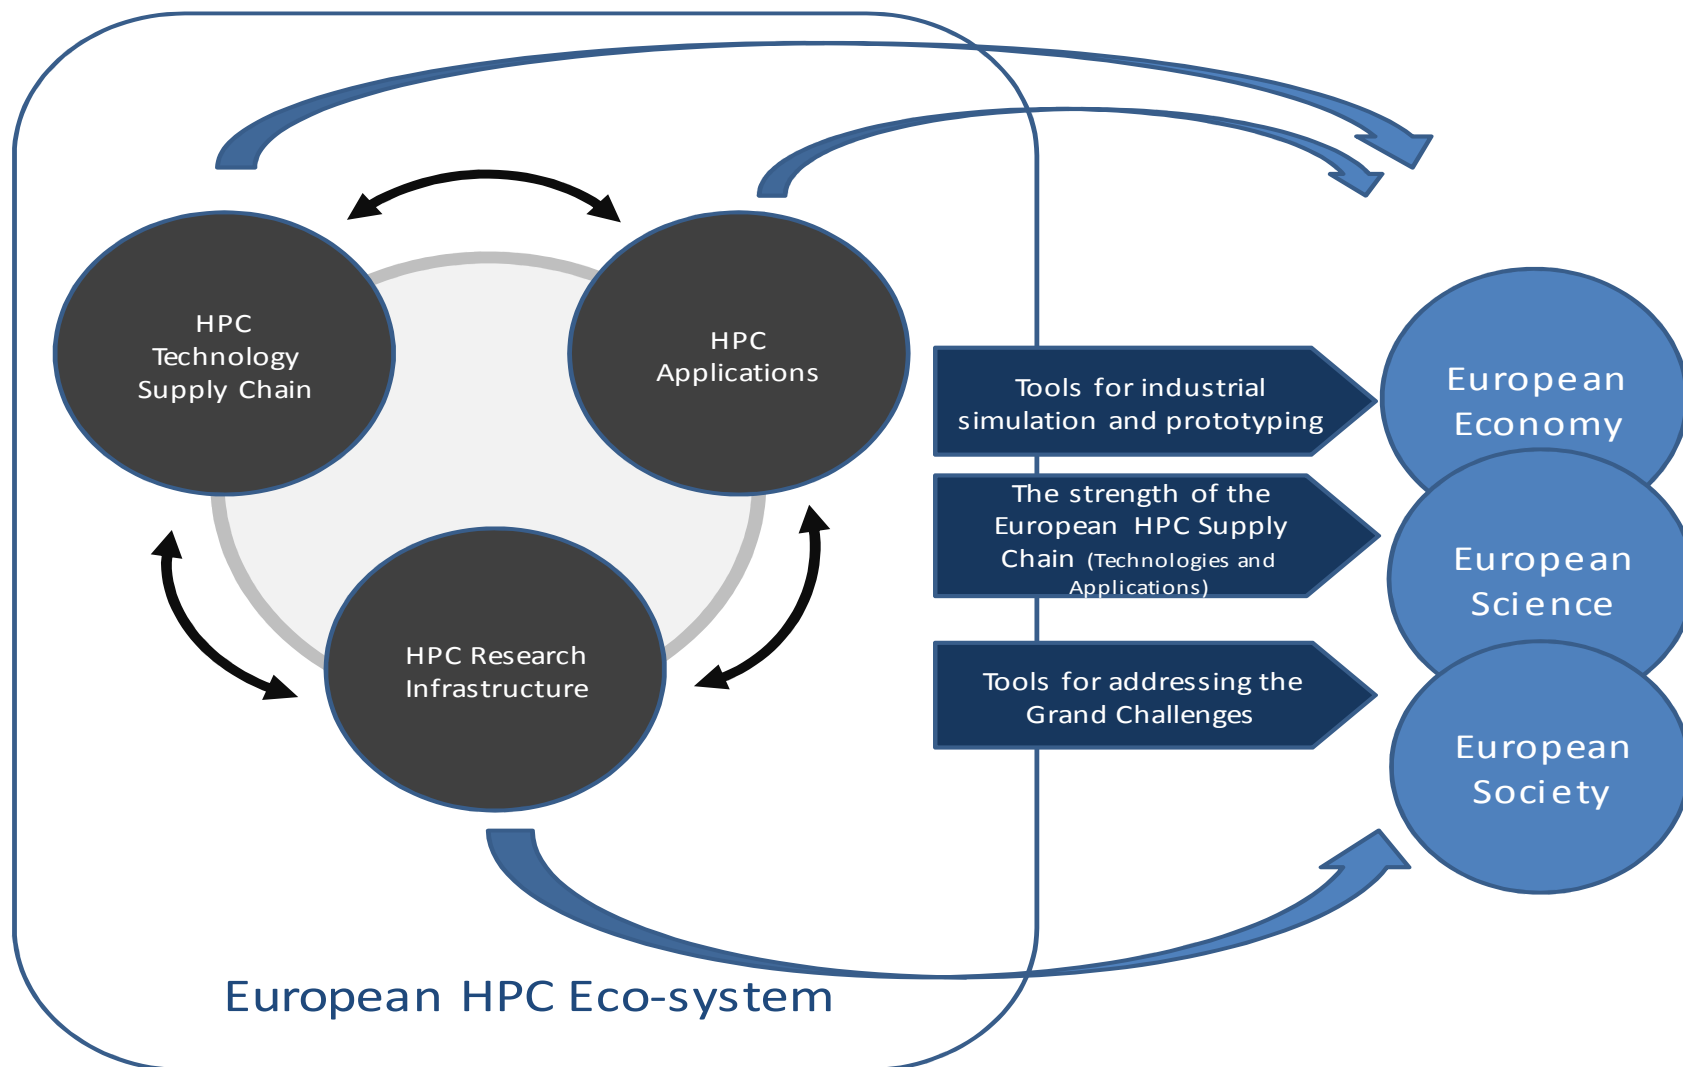 HPC
Technology
Supply Chain
HPC
Applications
HPC Research
Infrastructure
European HPC Eco-system
Tools for industrial
simulation and prototyping
The strength of the
European HPC Supply
Chain (Technologies and
Applications)
Tools for addressing the
Grand Challenges
European
Economy
European
Science
European
Society